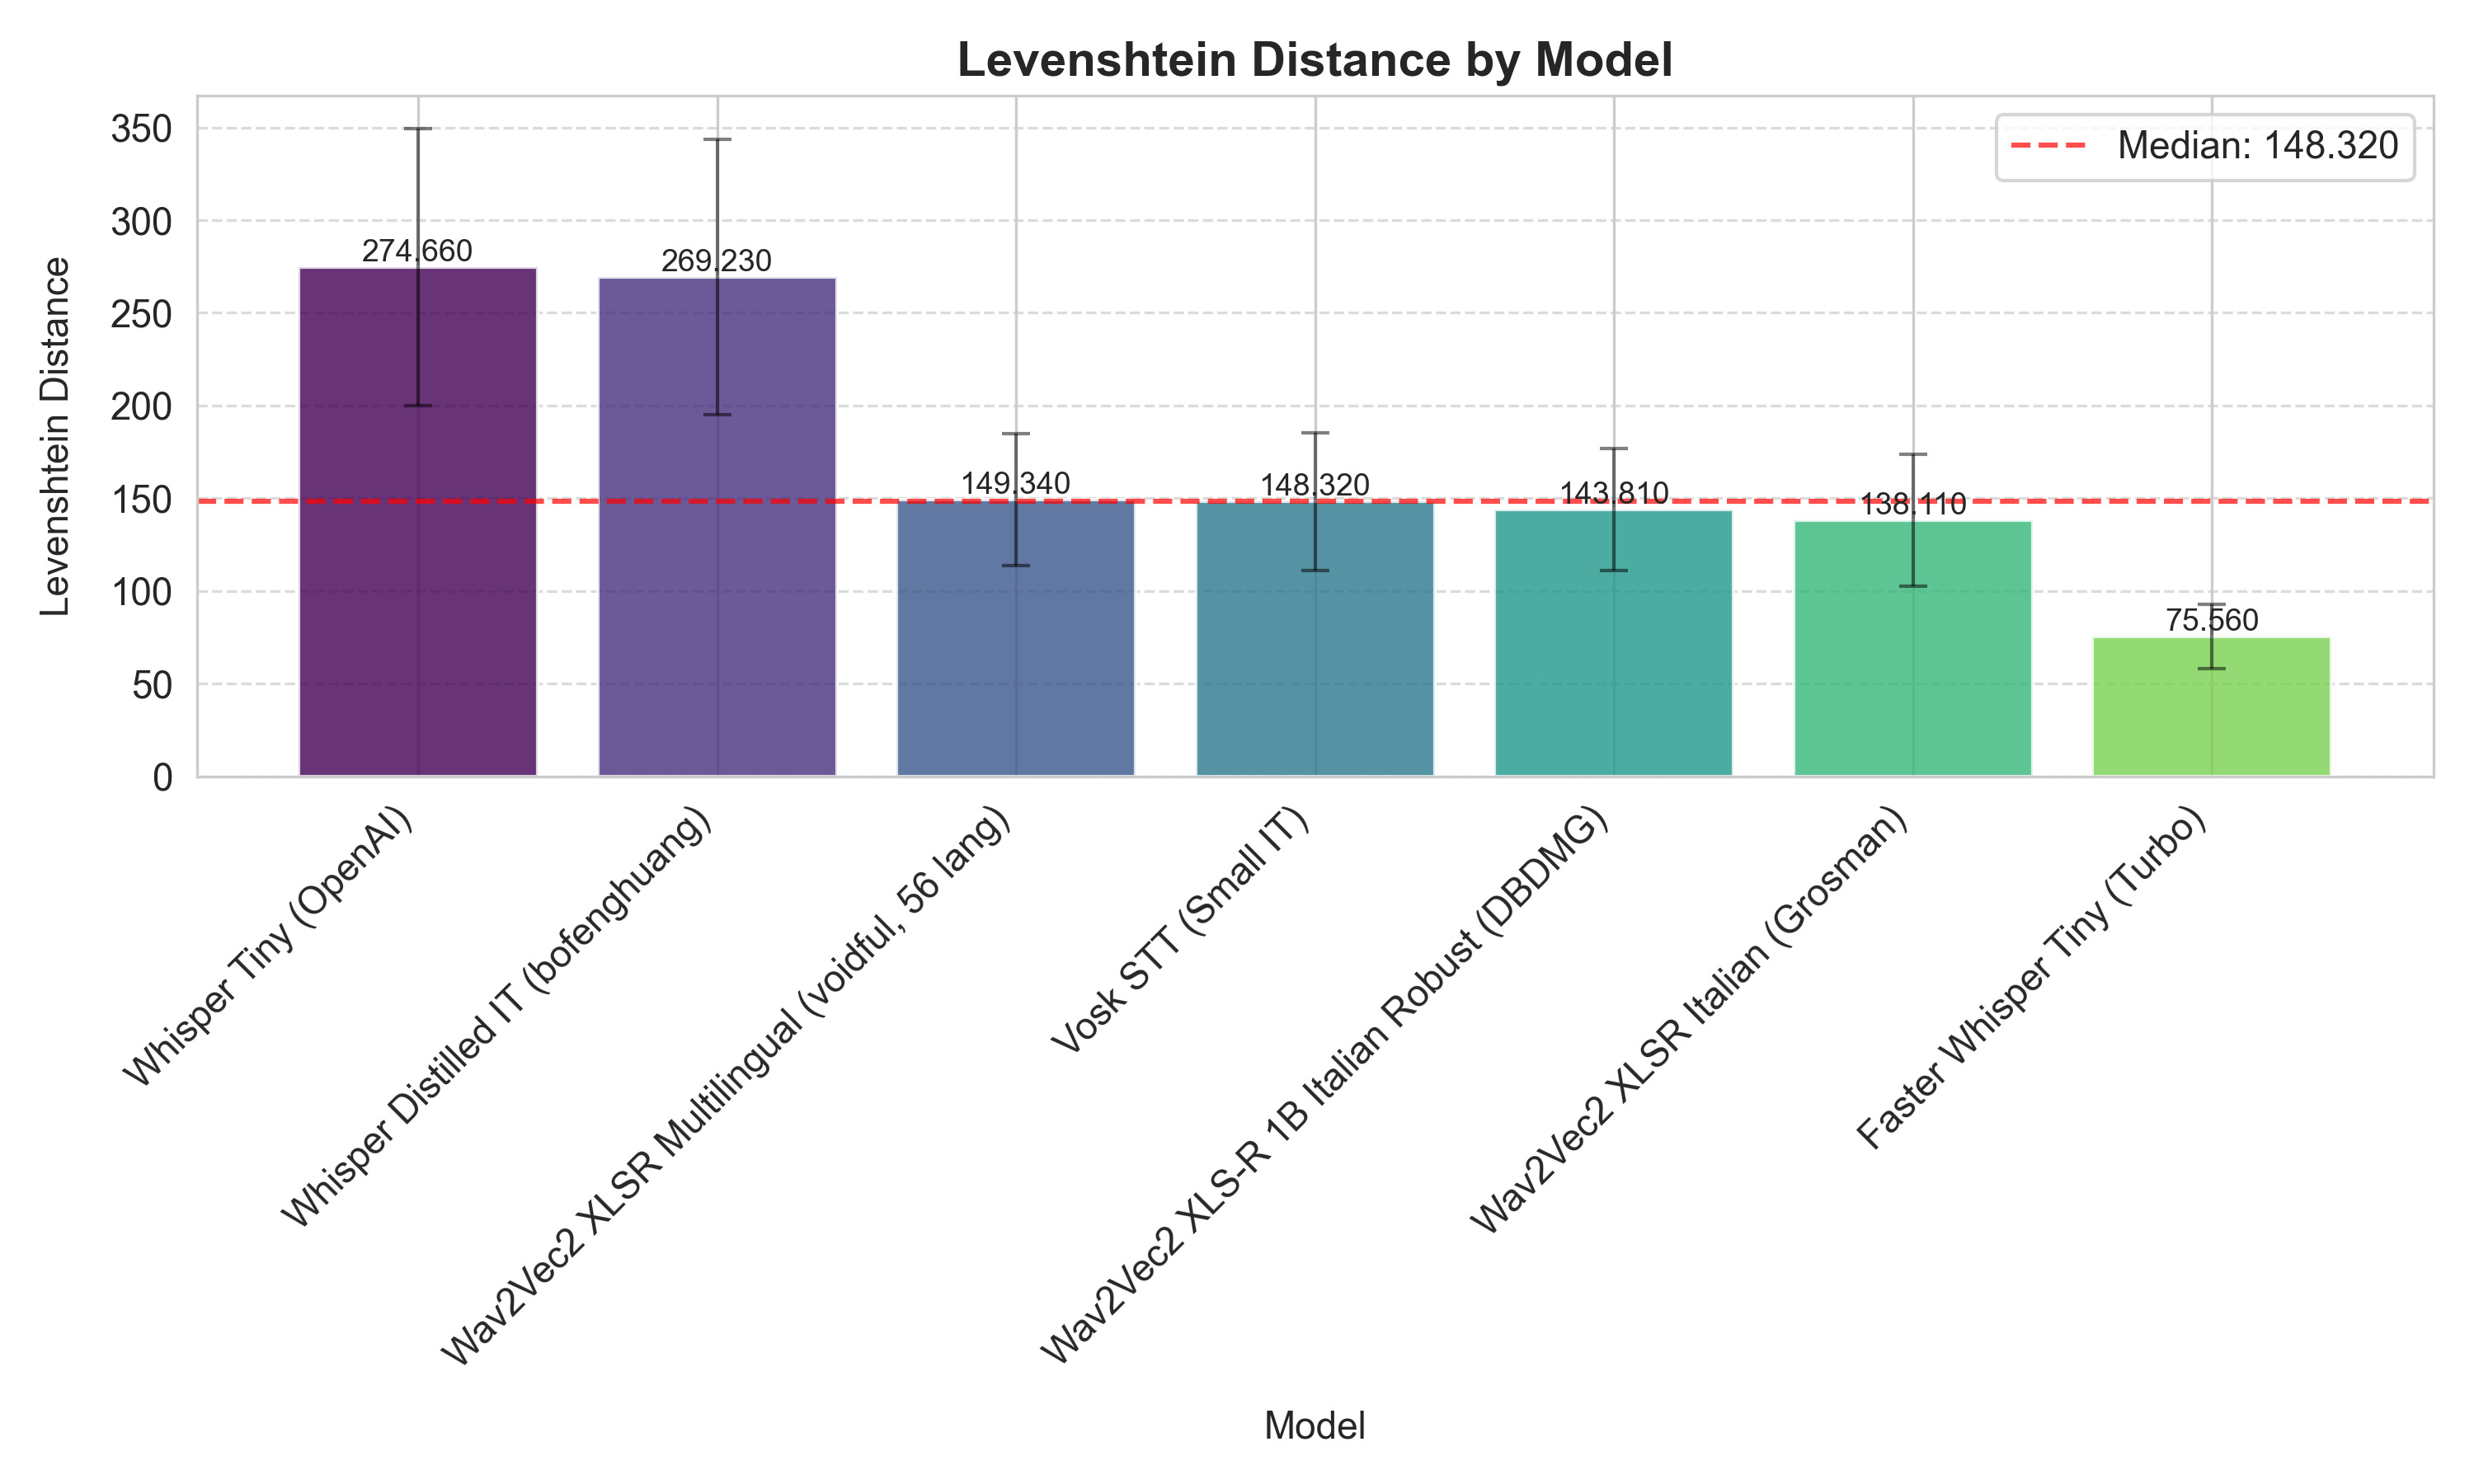 Levenshtein Distance by Model
Median: 148.320
Levenshtein Distance
350
300
250
200
150
100
50
0
274.660
269.230
149.340
148.320
143.810
138.110
75.560
Whisper Tiny (OpenAI)
Whisper Distilled IT (bofenghuang)
Wav2Vec2 XLSR Multilingual (voidful, 56 lang)
Vosk STT (Small IT)
Wav2Vec2 XLS-R 1B Italian Robust (DBDMG)
Wav2Vec2 XLSR Italian (Grosman)
Faster Whisper Tiny (Turbo)
Model